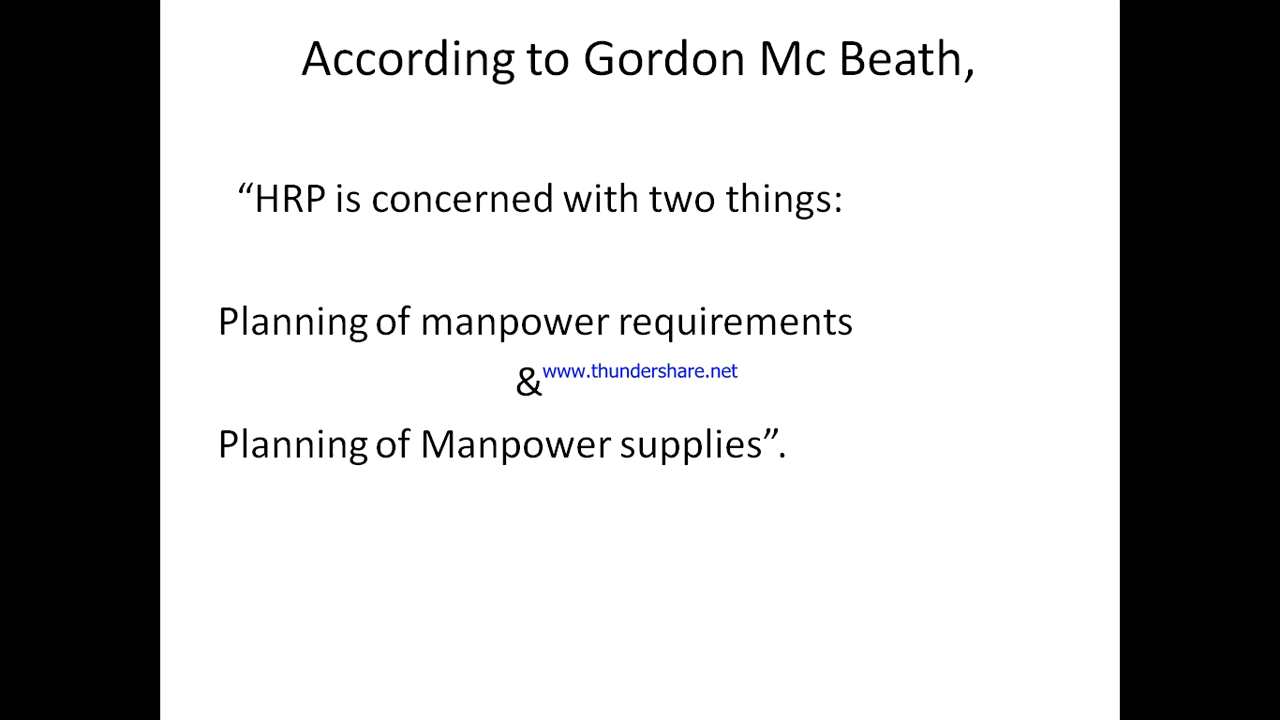 According to Gordon Mc Beath,
“HRP is concerned with two things:
Planning of manpower requirements
& www.thundershare.net
Planning of Manpower supplies”.